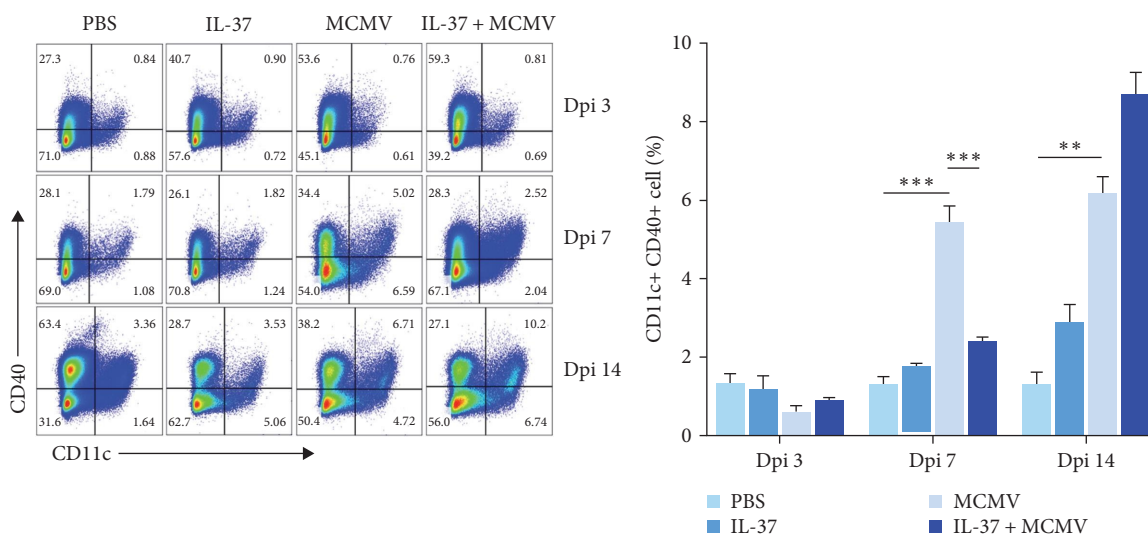 PBS IL-37 MCMV IL-37 + MCMV
27.3 0.84 40.7 0.90 53.6 0.76 59.3 0.81
Dpi 3
71.0 0.88 57.6 0.72 45.1 0.61 39.2 0.69
28.1 1.79 26.1 1.82 34.4 5.02 28.3 2.52
Dpi 7
69.0 1.08 70.8 1.24 54.0 6.59 67.1 2.04
63.4 3.36 28.7 3.53 38.2 6.71 27.1 10.2
Dpi 14
31.6 1.64 62.7 5.06 50.4 4.72 56.0 6.74
CD40
CD11c
CD11c+ CD40+ cell (%)
10
8
6
4
2
0
*** *** **
Dpi 3 Dpi 7 Dpi 14
PBS MCMV
IL-37 IL-37 + MCMV